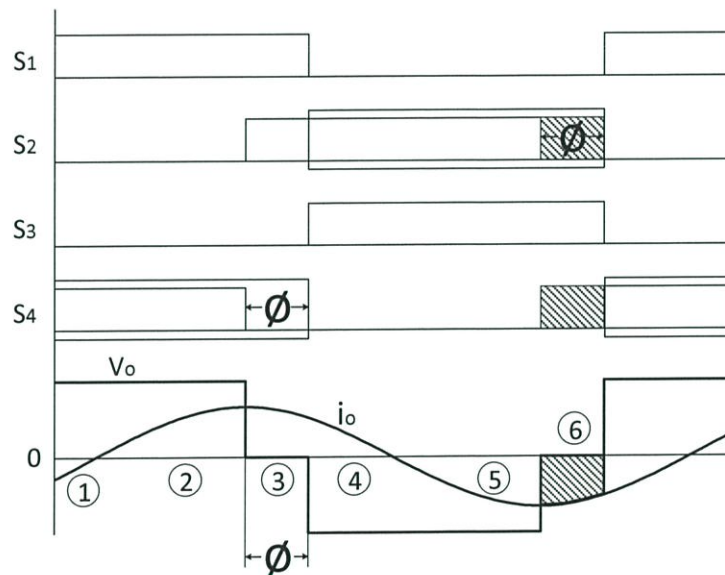 S1
S2
Ø
S3
S4
Ø
Vo
io
0
① ② ③ ④ ⑤ ⑥
Ø